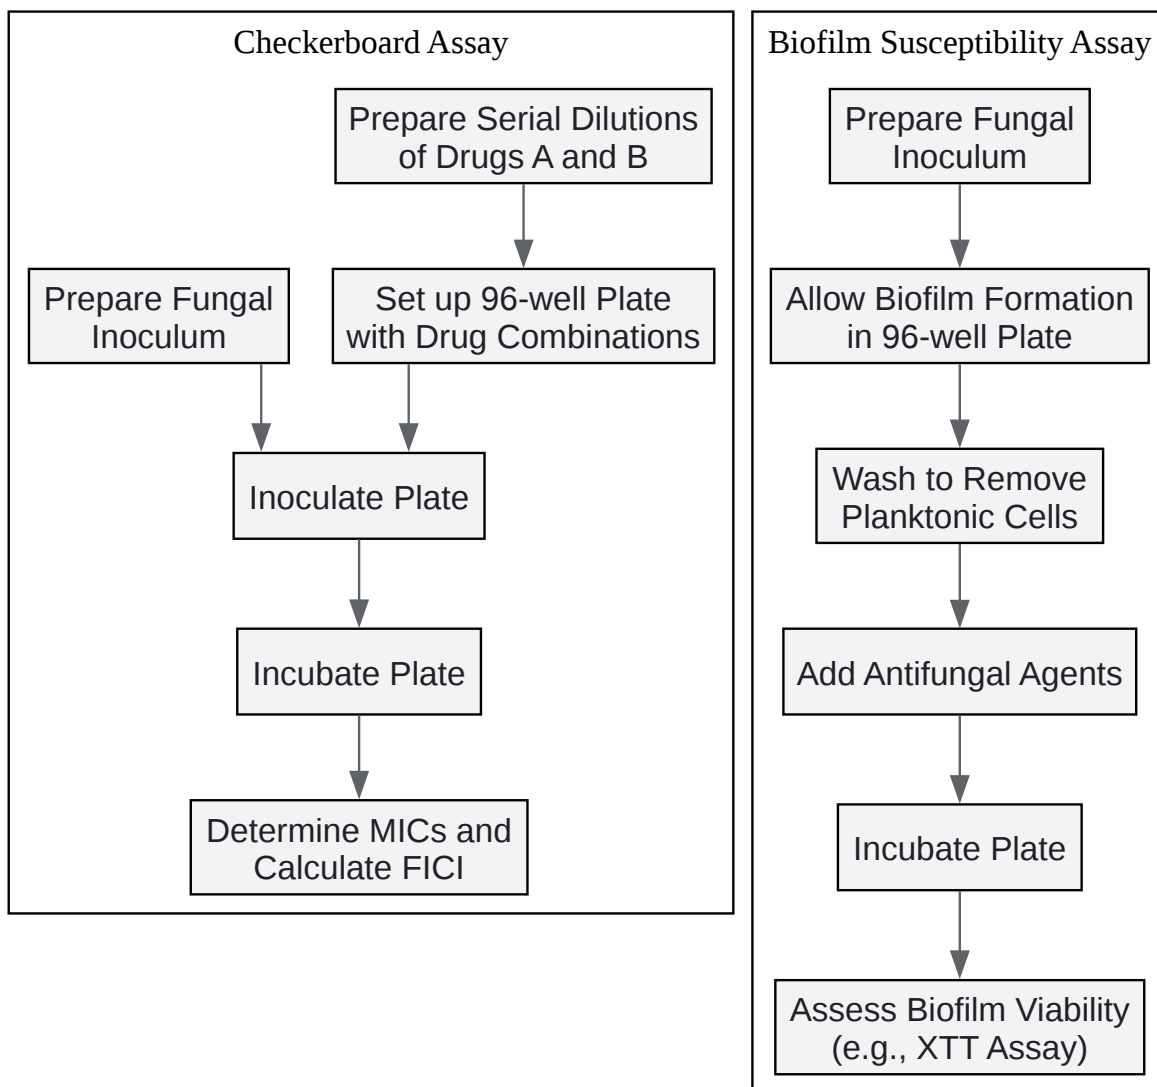 Checkerboard Assay
Prepare Serial Dilutions
of Drugs A and B
Prepare Fungal
Inoculum
Set up 96-well Plate
with Drug Combinations
Inoculate Plate
Incubate Plate
Determine MICs and
Calculate FICI
Biofilm Susceptibility Assay
Prepare Fungal
Inoculum
Allow Biofilm Formation
in 96-well Plate
Wash to Remove
Planktonic Cells
Add Antifungal Agents
Incubate Plate
Assess Biofilm Viability
(e.g., XTT Assay)